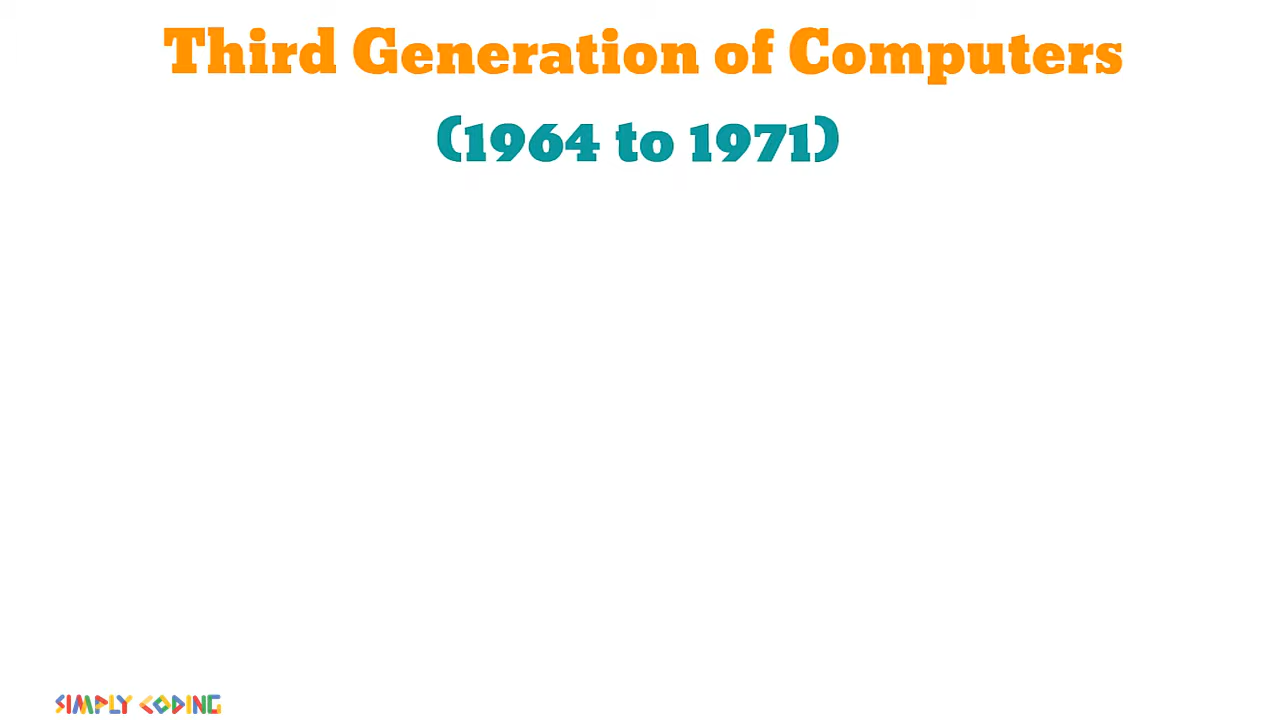 Third Generation of Computers
(1964 to 1971)
SIMPLY CODING